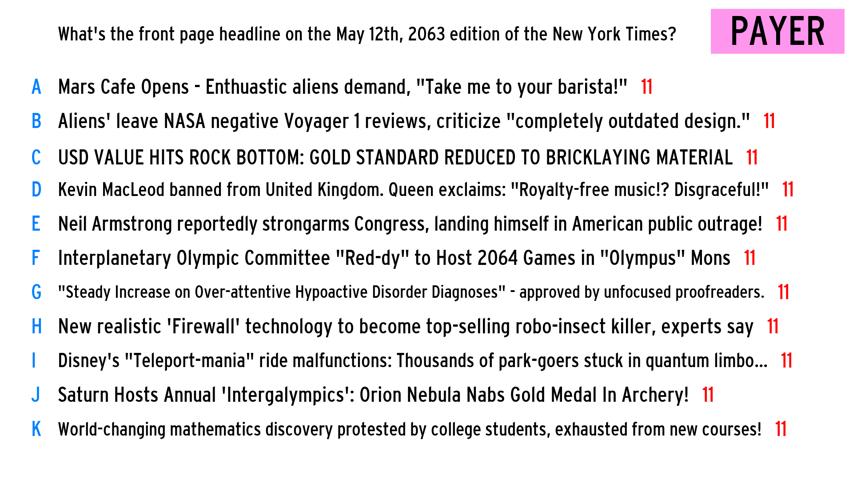 What's the front page headline on the May 12th, 2063 edition of the New York Times?
PAYER
A Mars Cafe Opens - Enthuastic aliens demand, "Take me to your barista!" 11
B Aliens' leave NASA negative Voyager 1 reviews, criticize "completely outdated design." 11
C USD VALUE HITS ROCK BOTTOM: GOLD STANDARD REDUCED TO BRICKLAYING MATERIAL 11
D Kevin MacLeod banned from United Kingdom. Queen exclaims: "Royalty-free music!? Disgraceful!" 11
E Neil Armstrong reportedly strongarms Congress, landing himself in American public outrage! 11
F Interplanetary Olympic Committee "Red-dy" to Host 2064 Games in "Olympus" Mons 11
G "Steady Increase on Over-attentive Hypoactive Disorder Diagnoses" - approved by unfocused proofreaders. 11
H New realistic 'Firewall' technology to become top-selling robo-insect killer, experts say 11
I Disney's "Teleport-mania" ride malfunctions: Thousands of park-goers stuck in quantum limbo... 11
J Saturn Hosts Annual 'Intergalympics': Orion Nebula Nabs Gold Medal In Archery! 11
K World-changing mathematics discovery protested by college students, exhausted from new courses! 11